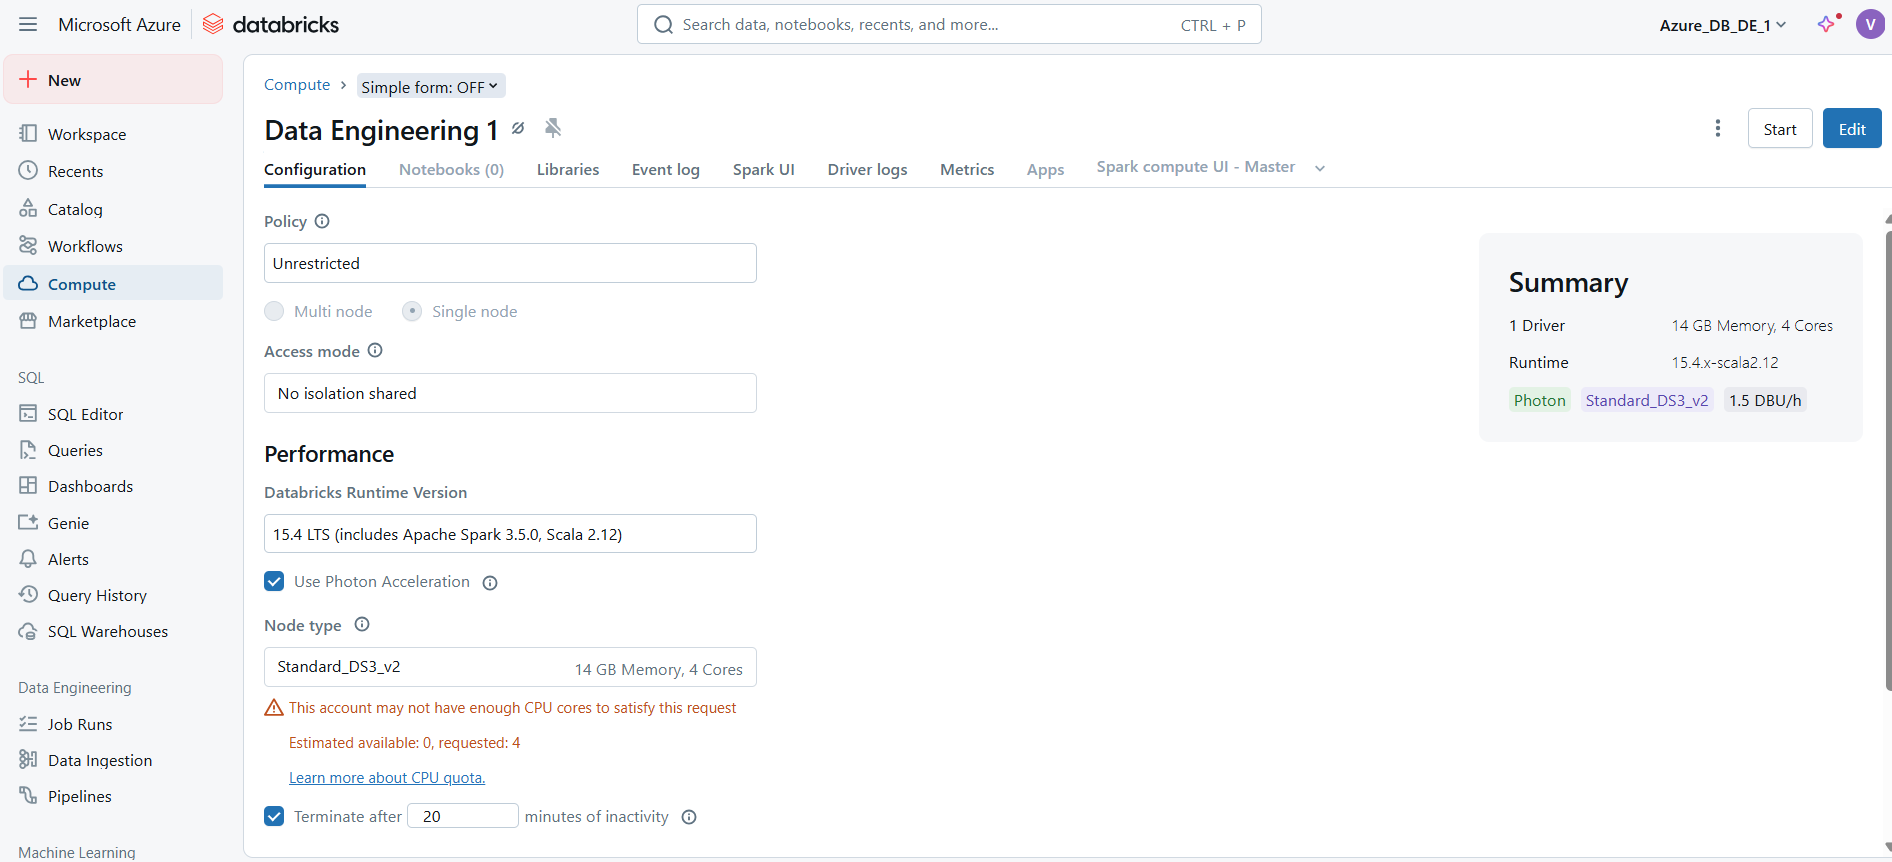 Microsoft Azure databricks
Search data, notebooks, recents, and more... CTRL + P
Azure_DB_DE_1
V
New
Workspace
Recents
Catalog
Workflows
Compute
Marketplace
SQL
SQL Editor
Queries
Dashboards
Genie
Alerts
Query History
SQL Warehouses
Data Engineering
Job Runs
Data Ingestion
Pipelines
Machine Learning
Compute › Simple form: OFF
Data Engineering 1
Start Edit
Configuration Notebooks (0) Libraries Event log Spark UI Driver logs Metrics Apps Spark compute UI - Master
Policy
Unrestricted
Multi node Single node
Access mode
No isolation shared
Performance
Databricks Runtime Version
15.4 LTS (includes Apache Spark 3.5.0, Scala 2.12)
Use Photon Acceleration
Node type
Standard_DS3_v2 14 GB Memory, 4 Cores
This account may not have enough CPU cores to satisfy this request
Estimated available: 0, requested: 4
Learn more about CPU quota.
Terminate after 20 minutes of inactivity
Summary
1 Driver 14 GB Memory, 4 Cores
Runtime 15.4.x-scala2.12
Photon Standard_DS3_v2 1.5 DBU/h